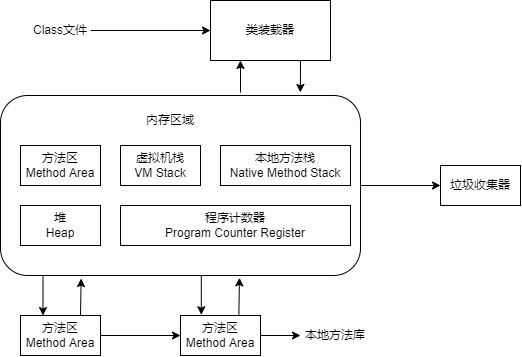 Class文件
类装载器
内存区域
方法区
Method Area
虚拟机栈
VM Stack
本地方法栈
Native Method Stack
垃圾收集器
堆
Heap
程序计数器
Program Counter Register
方法区
Method Area
方法区
Method Area
本地方法库